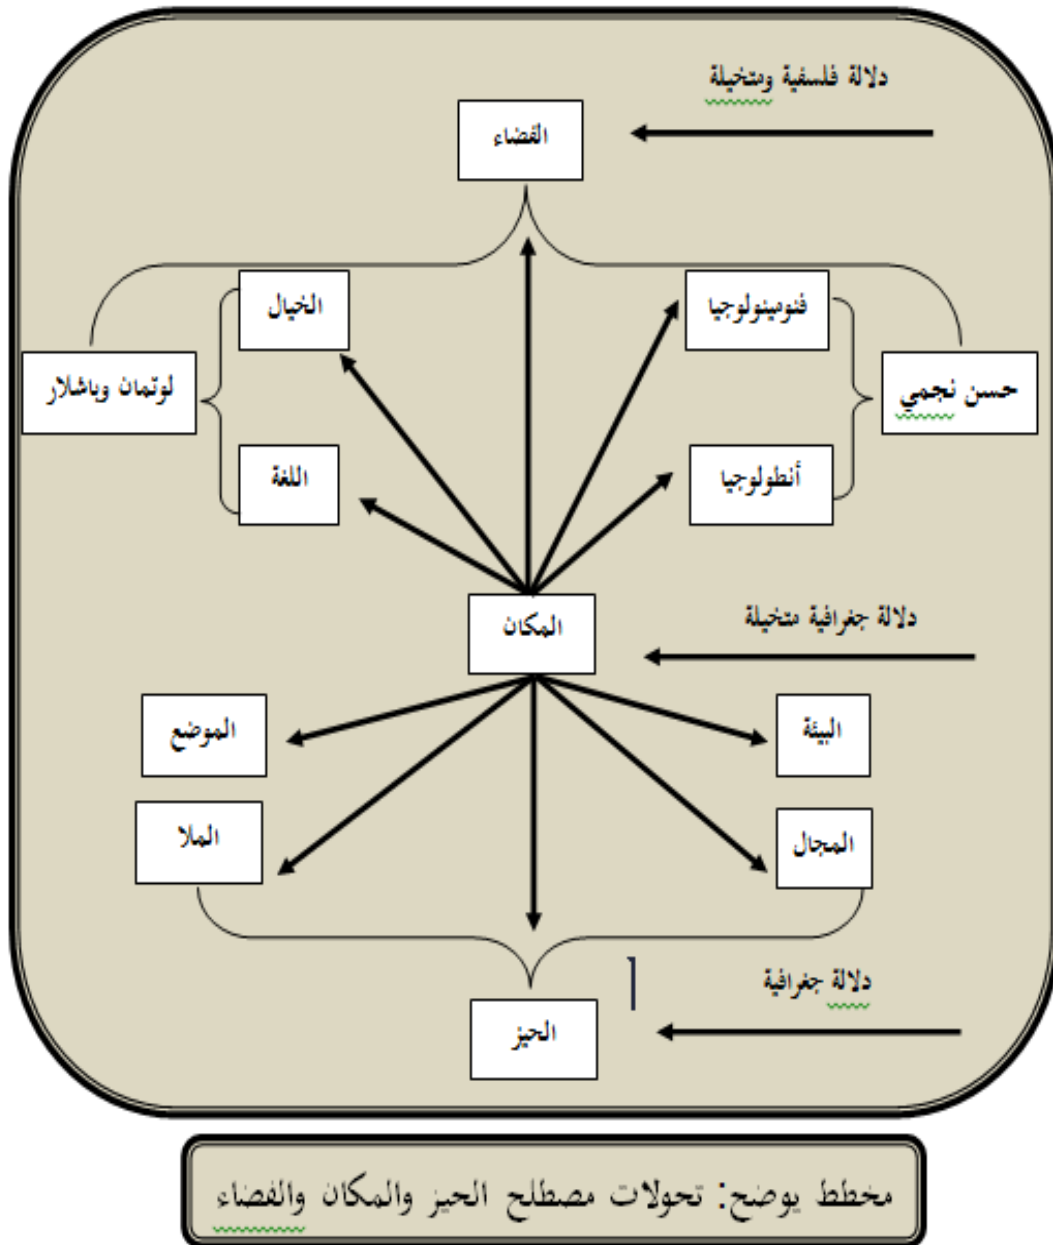 دلالة فلسفية ومتخيلة
الفضاء
فنومينولوجيا
الخيال
حسن نجمي
لوتمان وباشلار
أنطولوجيا
اللغة
دلالة جغرافية متخيلة
المكان
البيئة
الموضع
المجال
الملا
دلالة جغرافية
الحيز
مخطط يوضح: تحولات مصطلح الحيز والمكان والفضاء